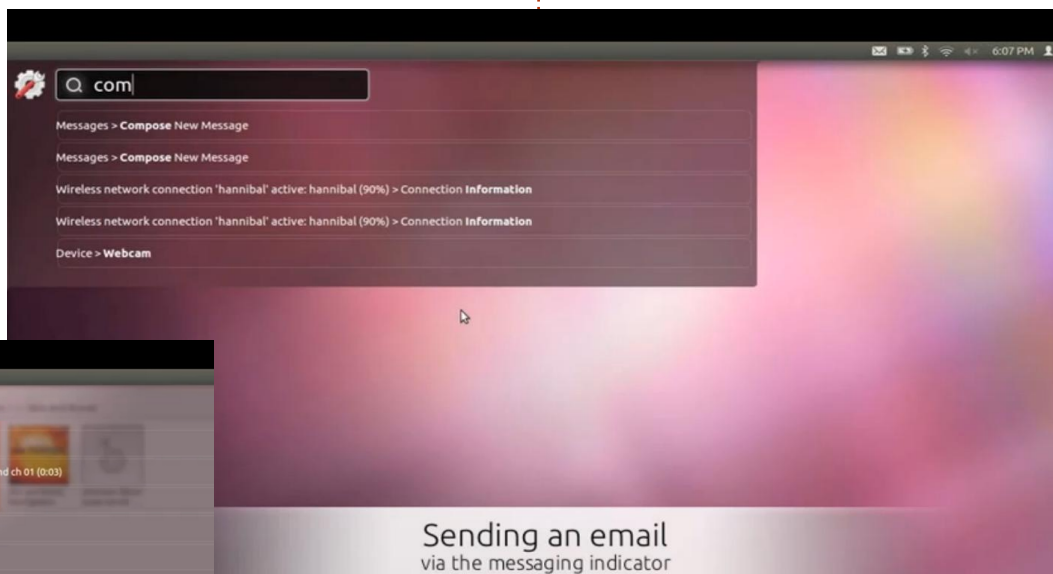 6:07 PM
com
Messages > Compose New Message
Messages > Compose New Message
Wireless network connection 'hannibal' active: hannibal (90%) > Connection Information
Wireless network connection 'hannibal' active: hannibal (90%) > Connection Information
Device > Webcam
ch 01 (0:03)
Sending an email
via the messaging indicator